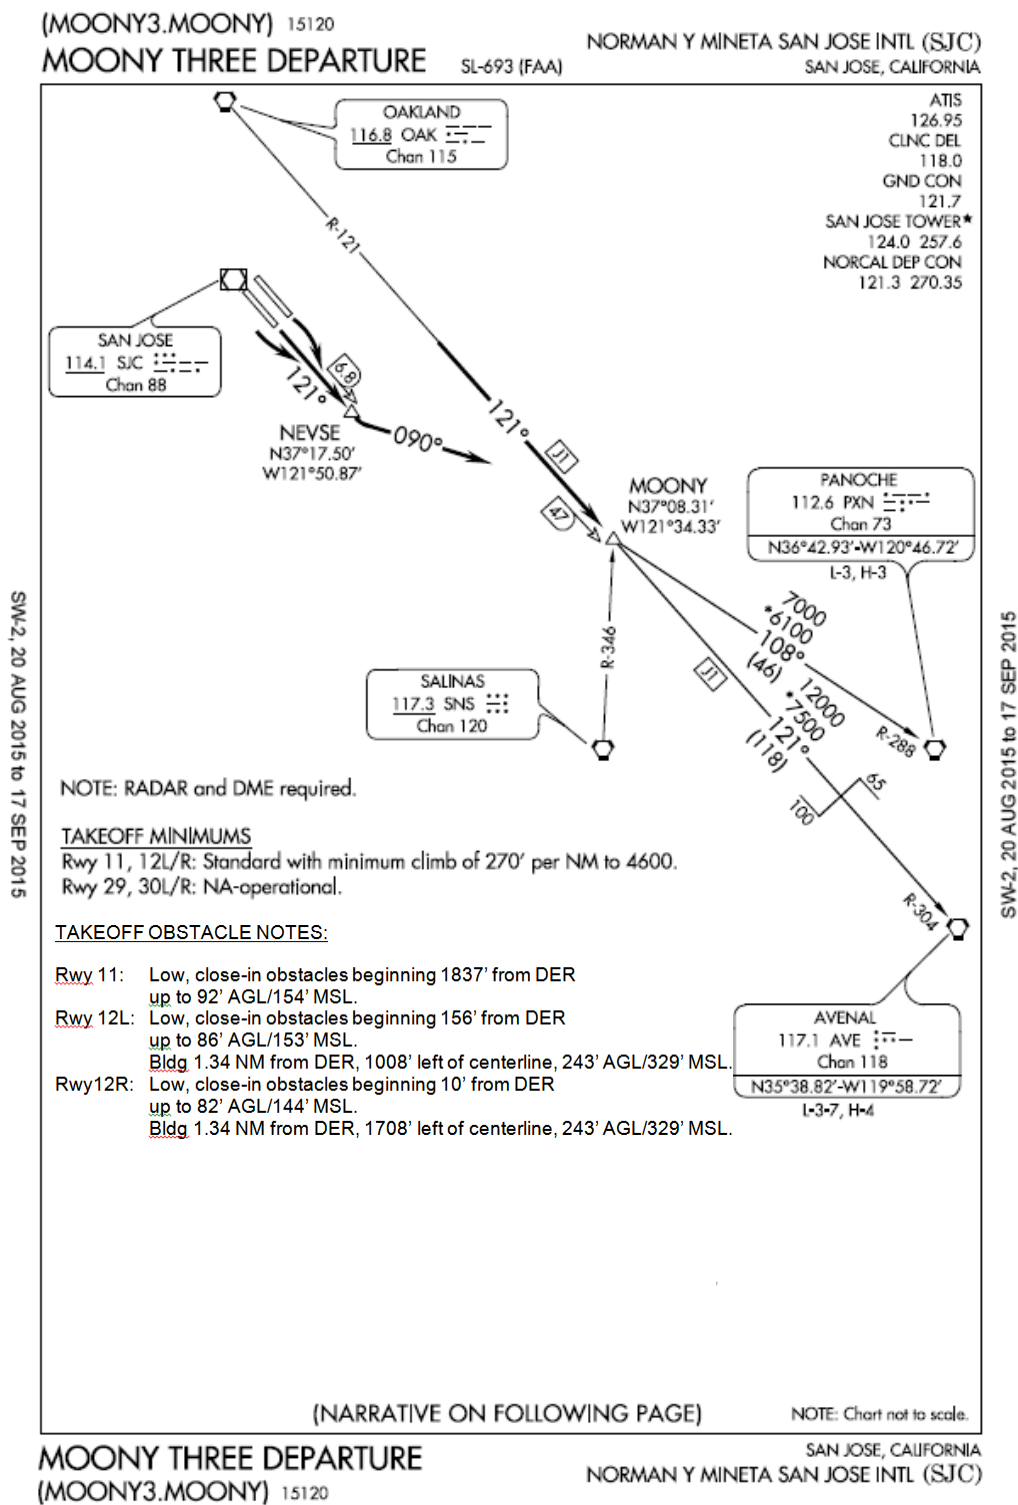 (MOONY3.MOONY) 15120
MOONY THREE DEPARTURE
SL-693 (FAA)
NORMAN Y MINETA SAN JOSE INTL (SJC)
SAN JOSE, CALIFORNIA
ATIS
126.95
CLNC DEL
118.0
GND CON
121.7
SAN JOSE TOWER★
124.0 257.6
NORCAL DEP CON
121.3 270.35
OAKLAND
116.8 OAK
Chan 115
R-121
SAN JOSE
114.1 SJC
Chan 88
6.8
121°
NEVSE
N37°17.50'
W121°50.87'
090°
121°
J1
47
MOONY
N37°08.31'
W121°34.33'
PANOCHE
112.6 PXN
Chan 73
N36°42.93'-W120°46.72'
L-3, H-3
7000
*6100
108°
(46)
R-346
J1
12000
*7500
121°
(118)
R-288
SALINAS
117.3 SNS
Chan 120
65
100
R-304
NOTE: RADAR and DME required.
TAKEOFF MINIMUMS
Rwy 11, 12L/R: Standard with minimum climb of 270' per NM to 4600.
Rwy 29, 30L/R: NA-operational.
TAKEOFF OBSTACLE NOTES:
Rwy 11: Low, close-in obstacles beginning 1837' from DER
up to 92' AGL/154' MSL.
Rwy 12L: Low, close-in obstacles beginning 156' from DER
up to 86' AGL/153' MSL.
Bldg 1.34 NM from DER, 1008' left of centerline, 243' AGL/329' MSL.
Rwy12R: Low, close-in obstacles beginning 10' from DER
up to 82' AGL/144' MSL.
Bldg 1.34 NM from DER, 1708' left of centerline, 243' AGL/329' MSL.
AVENAL
117.1 AVE
Chan 118
N35°38.82'-W119°58.72'
L-3-7, H-4
SW-2, 20 AUG 2015 to 17 SEP 2015
SW-2, 20 AUG 2015 to 17 SEP 2015
(NARRATIVE ON FOLLOWING PAGE)
NOTE: Chart not to scale.
MOONY THREE DEPARTURE
(MOONY3.MOONY) 15120
SAN JOSE, CALIFORNIA
NORMAN Y MINETA SAN JOSE INTL (SJC)